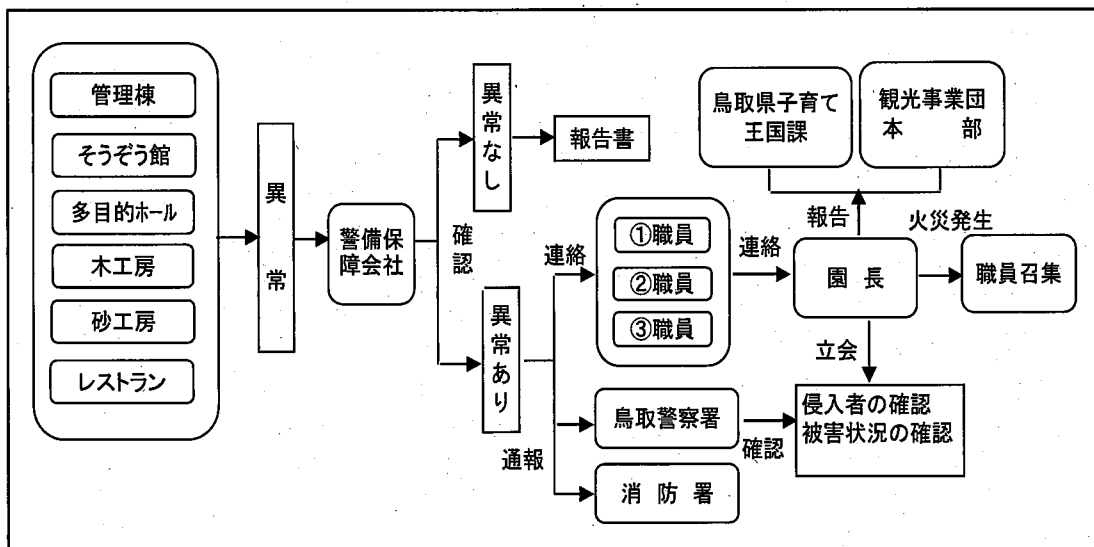 管理棟
そうぞう館
多目的ホール
木工房
砂工房
レストラン
異常
警備保
障会社
確認
異常なし
報告書
異常あり
連絡
通報
①職員
②職員
③職員
鳥取警察署
消防署
連絡
確認
鳥取県子育て
王国課
観光事業団
本部
報告
火災発生
園長
職員召集
立会
侵入者の確認
被害状況の確認